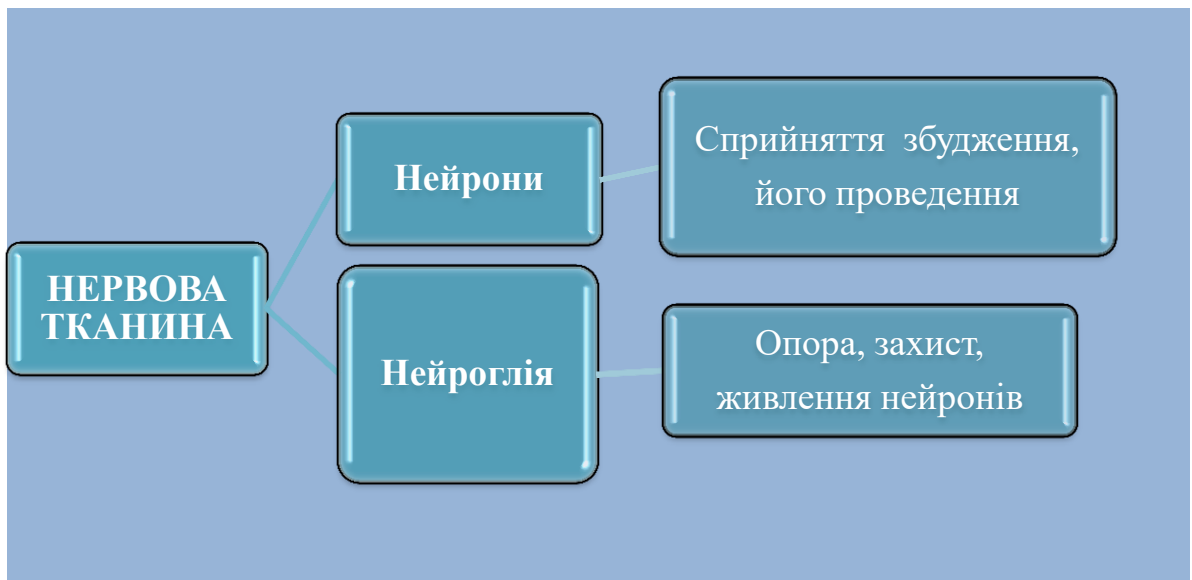 НЕРВОВА
ТКАНИНА
Нейрони
Сприйняття збудження,
його проведення
Нейроглія
Опора, захист,
живлення нейронів